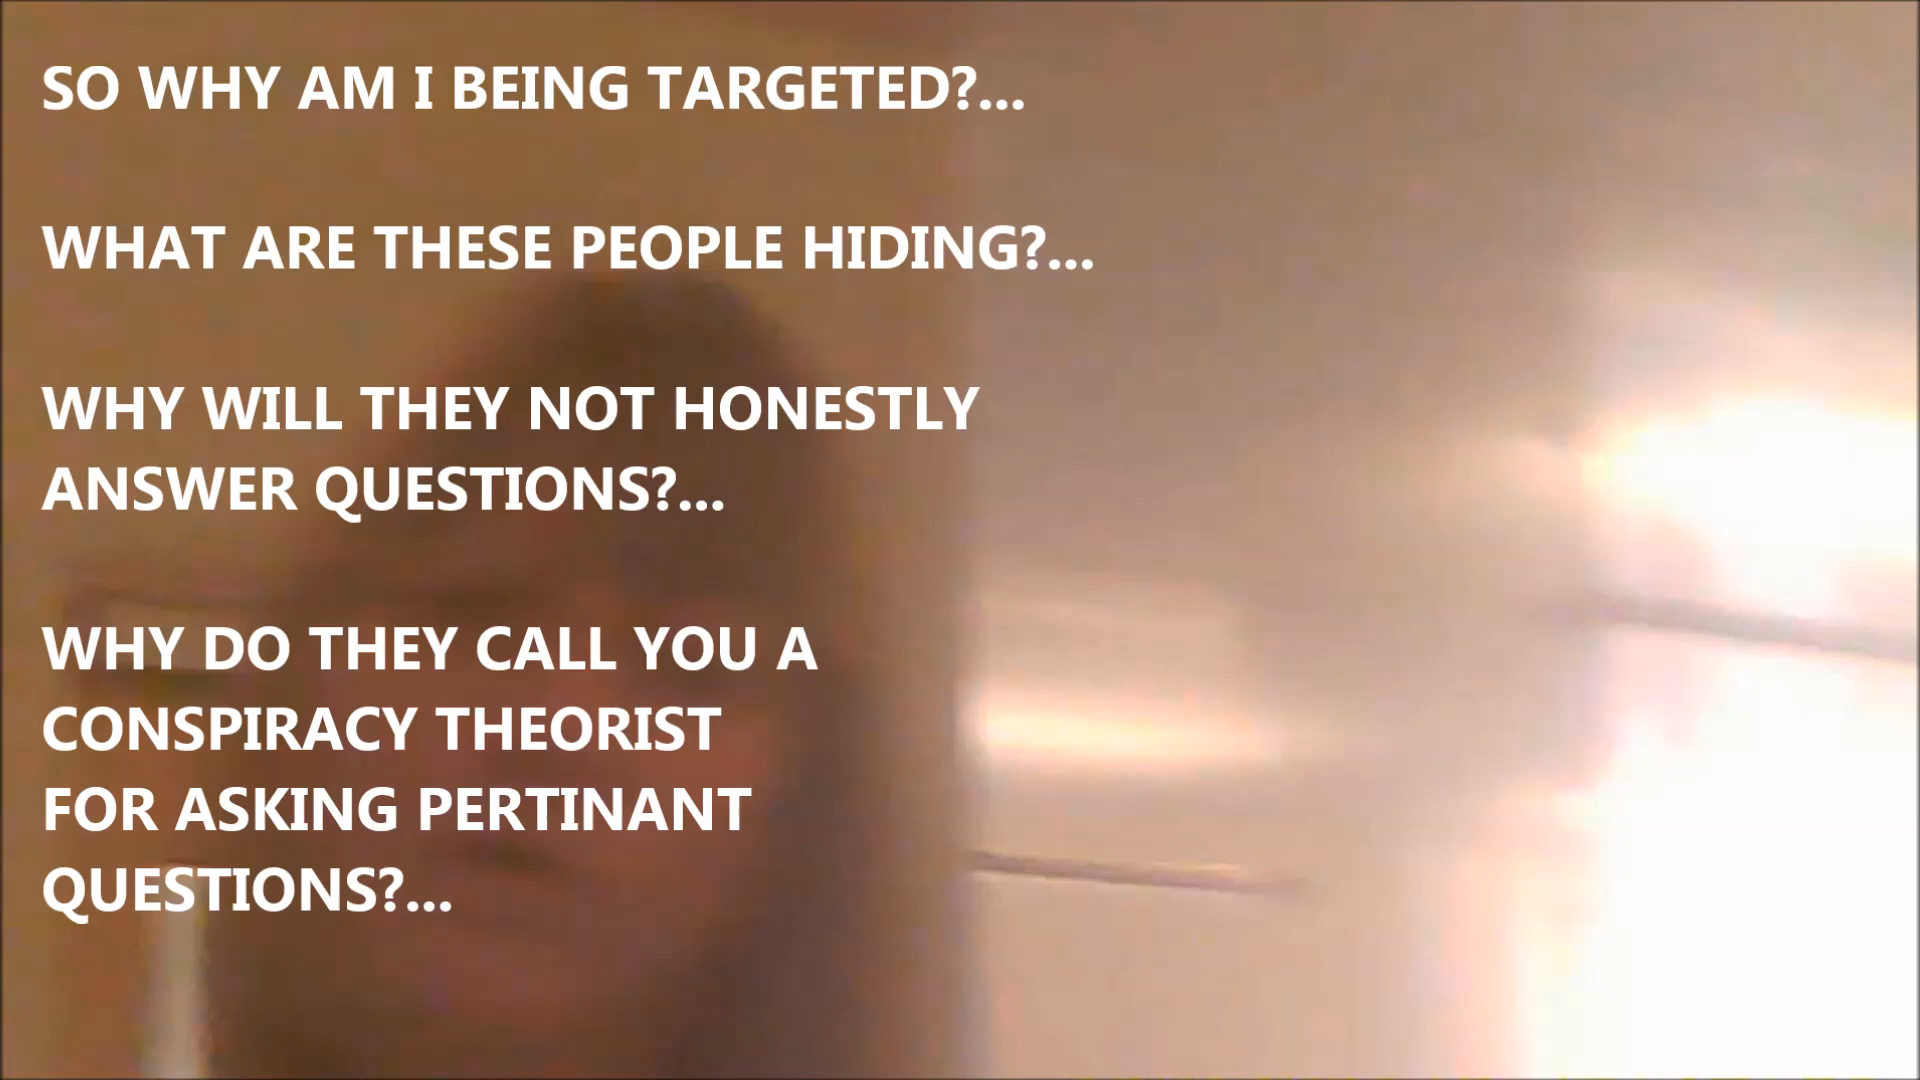 SO WHY AM I BEING TARGETED?...
WHAT ARE THESE PEOPLE HIDING?...
WHY WILL THEY NOT HONESTLY
ANSWER QUESTIONS?...
WHY DO THEY CALL YOU A
CONSPIRACY THEORIST
FOR ASKING PERTINANT
QUESTIONS?...